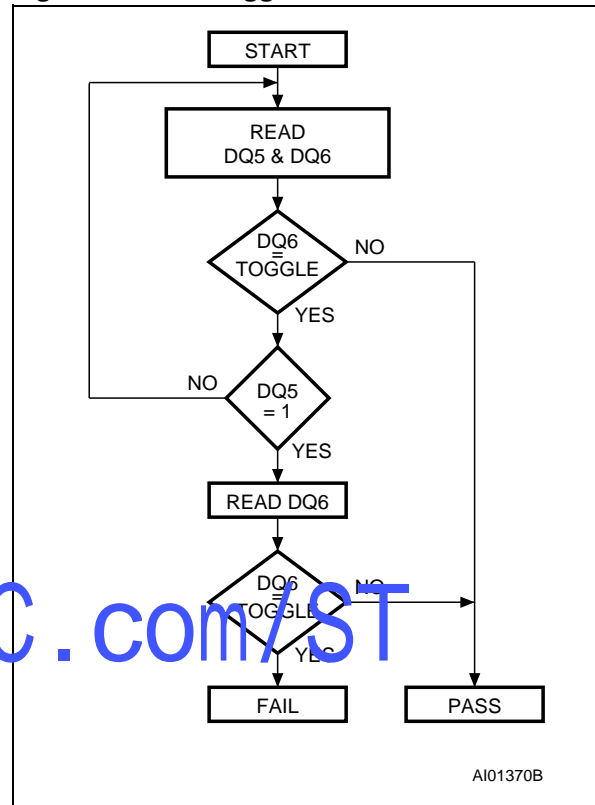 START
READ
DQ5 & DQ6
DQ6
=
TOGGLE
NO
YES
NO
DQ5
= 1
YES
READ DQ6
DQ6
=
TOGGLE
NO
C.com/ST
YES
FAIL
PASS
AI01370B